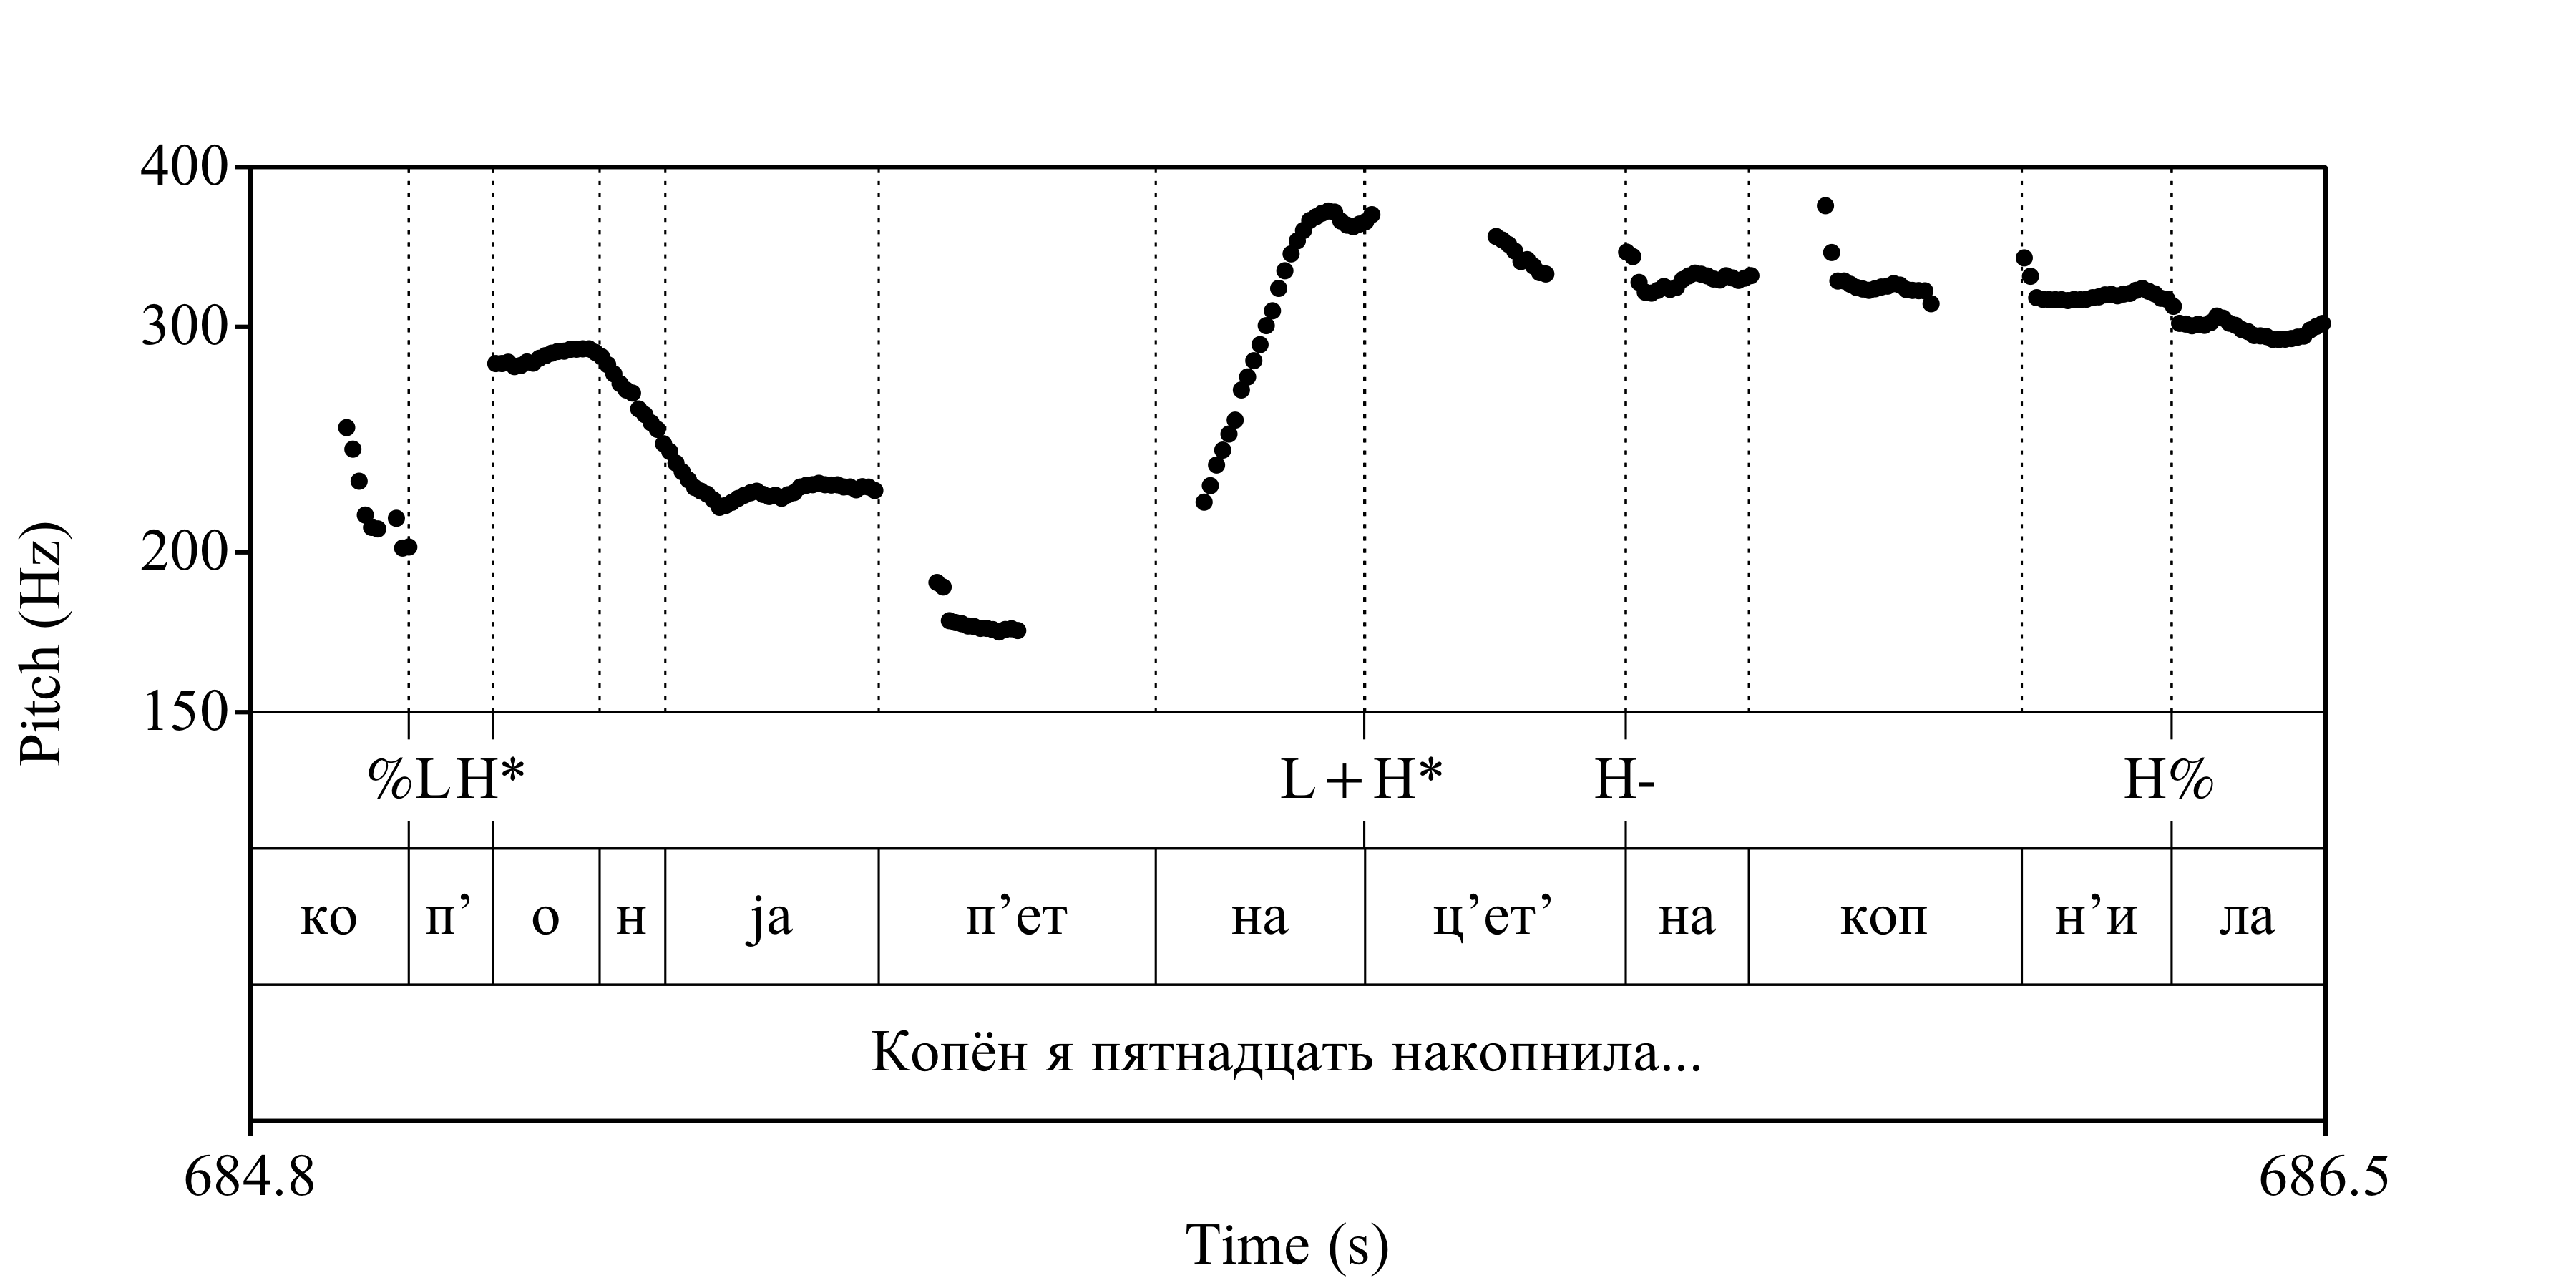 400
300
200
150
Pitch (Hz)
%L H* L+H* H- H%
ко п’ о н ја п’ет на ц’ет’ на коп н’и ла
Копён я пятнадцать накопнила...
684.8 686.5
Time (s)